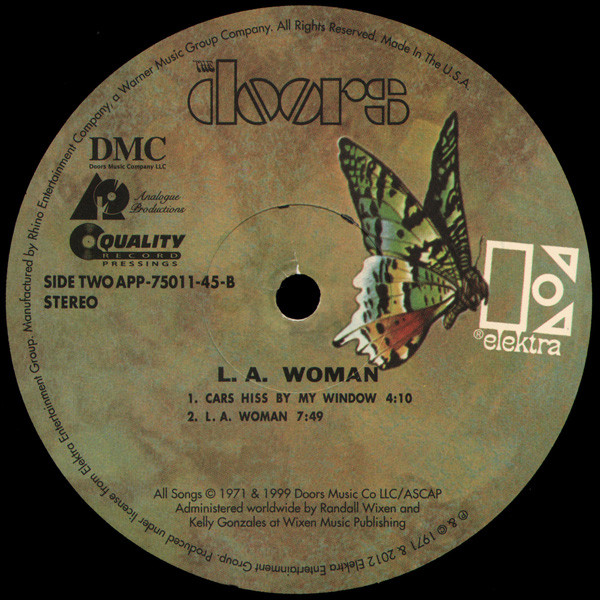 Produced under license from Elektra Entertainment Group. Manufactured by Rhino Entertainment Company, a Warner Music Group Company. All Rights Reserved. Made In The U.S.A.
THE
doors
DMC
Doors Music Company LLC
AP
Analogue
Productions
QUALITY
RECORD
PRESSINGS
SIDE TWO APP-75011-45-B
STEREO
® elektra
L. A. WOMAN
1. CARS HISS BY MY WINDOW 4:10
2. L. A. WOMAN 7:49
All Songs © 1971 & 1999 Doors Music Co LLC/ASCAP
Administered worldwide by Randall Wixen and
Kelly Gonzales at Wixen Music Publishing
℗ & © 1971 & 2012 Elektra Entertainment Group.